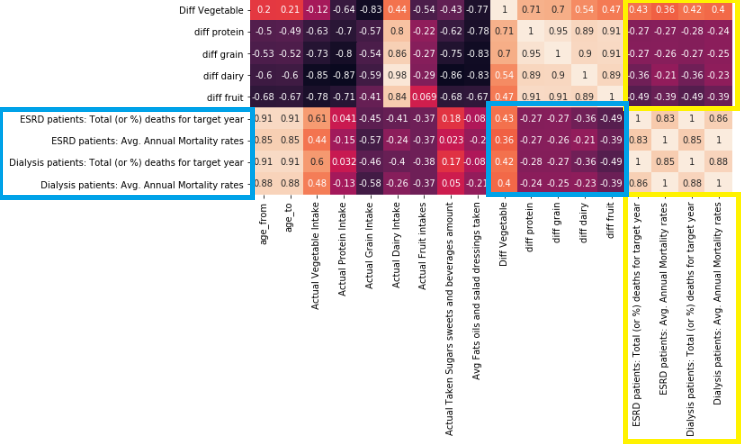 Diff Vegetable 0.2 0.21 -0.12 -0.64 -0.83 0.44 -0.54 -0.43 -0.77 1 0.71 0.7 0.54 0.47 0.43 0.36 0.42 0.4
diff protein -0.5 -0.49 -0.63 -0.7 -0.57 0.8 -0.22 -0.62 -0.78 0.71 1 0.95 0.89 0.91 -0.27 -0.27 -0.28 -0.24
diff grain -0.53 -0.52 -0.73 -0.8 -0.54 0.86 -0.27 -0.75 -0.83 0.7 0.95 1 0.9 0.91 -0.27 -0.26 -0.27 -0.25
diff dairy -0.6 -0.6 -0.85 -0.87 -0.59 0.98 -0.29 -0.86 -0.83 0.54 0.89 0.9 1 0.89 -0.36 -0.21 -0.36 -0.23
diff fruit -0.68 -0.67 -0.78 -0.71 -0.41 0.84 0.069 -0.68 -0.67 0.47 0.91 0.91 0.89 1 -0.49 -0.39 -0.49 -0.39
ESRD patients: Total (or %) deaths for target year 0.91 0.91 0.61 0.041 -0.45 -0.41 -0.37 0.18 -0.08 0.43 -0.27 -0.27 -0.36 -0.49 1 0.83 1 0.86
ESRD patients: Avg. Annual Mortality rates 0.85 0.85 0.44 -0.15 -0.57 -0.24 -0.37 0.023 -0.2 0.36 -0.27 -0.26 -0.21 -0.39 0.83 1 0.85 1
Dialysis patients: Total (or %) deaths for target year 0.91 0.91 0.6 0.032 -0.46 -0.4 -0.38 0.17 -0.08 0.42 -0.28 -0.27 -0.36 -0.49 1 0.85 1 0.88
Dialysis patients: Avg. Annual Mortality rates 0.88 0.88 0.48 -0.13 -0.58 -0.26 -0.37 0.05 -0.21 0.4 -0.24 -0.25 -0.23 -0.39 0.86 1 0.88 1
age_from
age_to
Actual Vegetable Intake
Actual Protein Intake
Actual Grain Intake
Actual Dairy Intake
Actual Fruit intakes
Actual Taken Sugars sweets and beverages amount
Avg Fats oils and salad dressings taken
Diff Vegetable
diff protein
diff grain
diff dairy
diff fruit
ESRD patients: Total (or %) deaths for target year
ESRD patients: Avg. Annual Mortality rates
Dialysis patients: Total (or %) deaths for target year
Dialysis patients: Avg. Annual Mortality rates